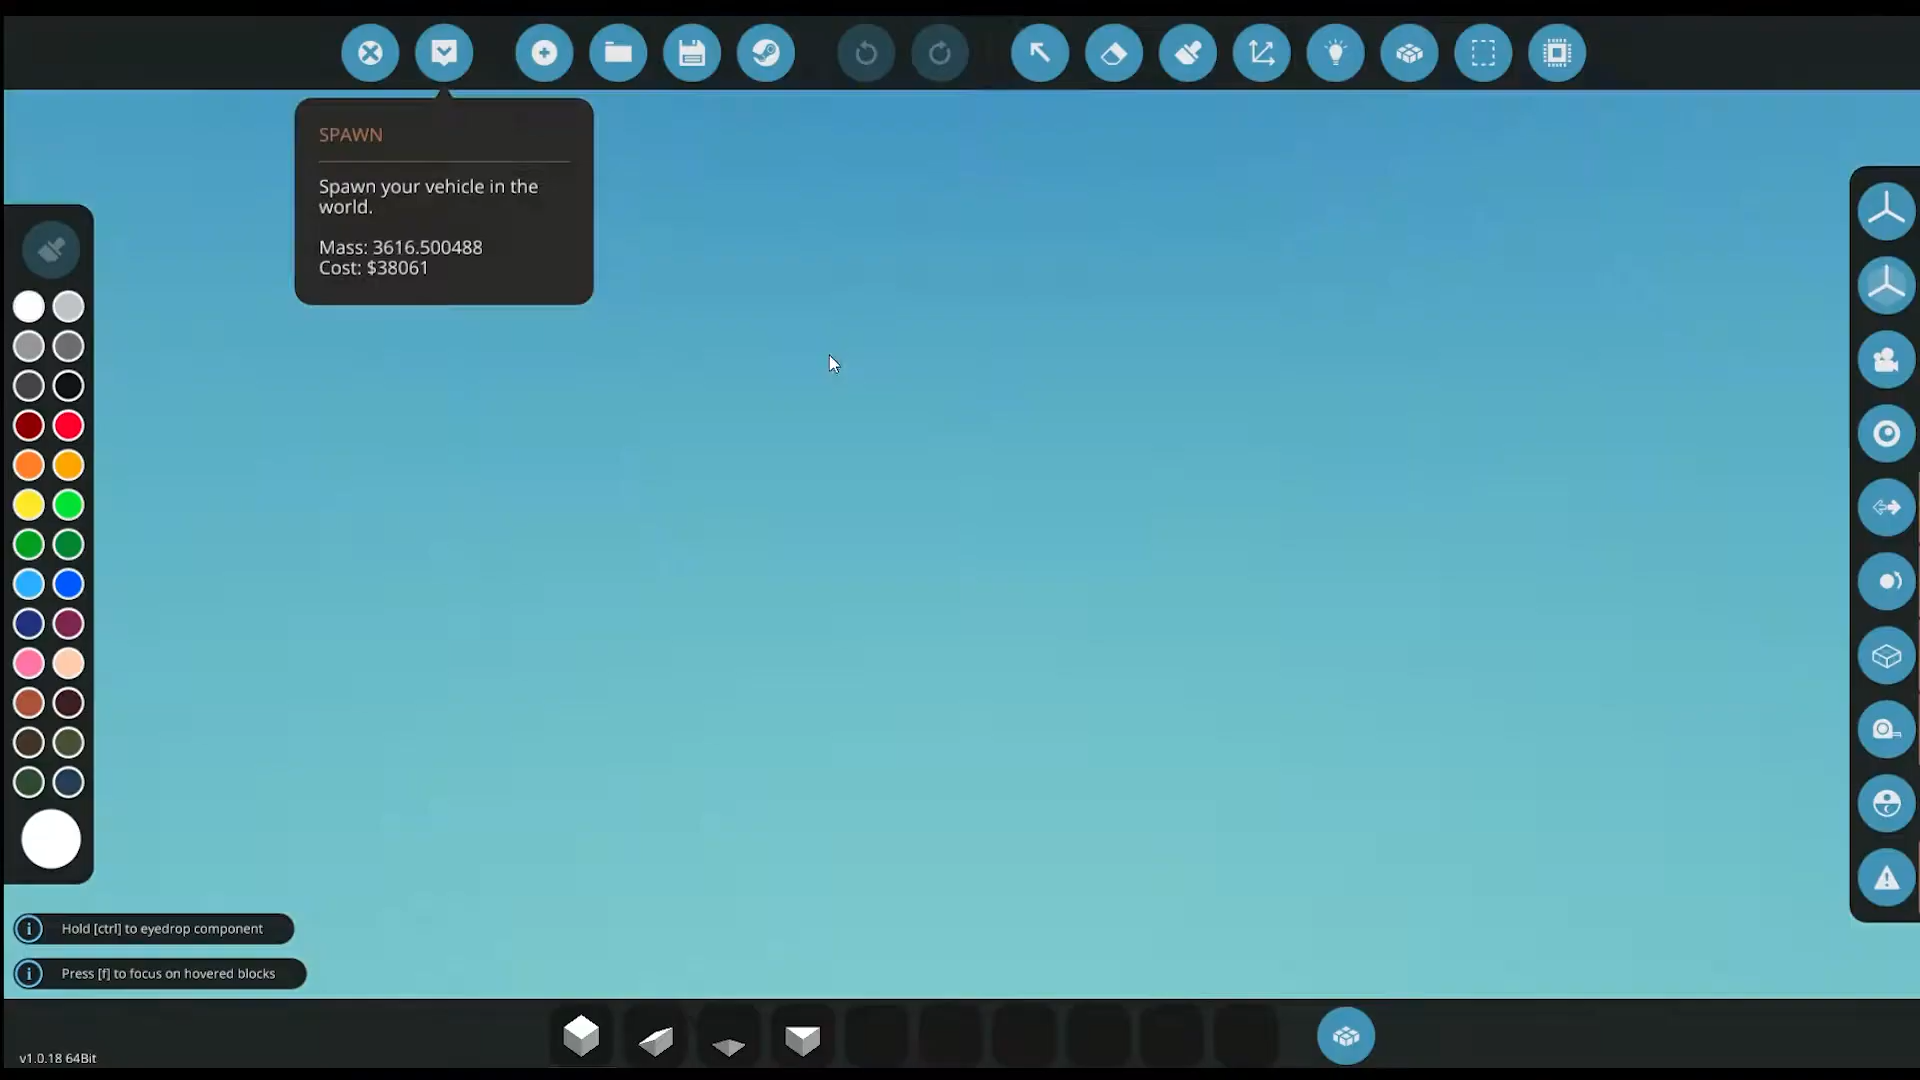 SPAWN
Spawn your vehicle in the
world.
Mass: 3616.500488
Cost: $38061
Hold [ctrl] to eyedrop component
Press [f] to focus on hovered blocks
v1.0.18 64Bit